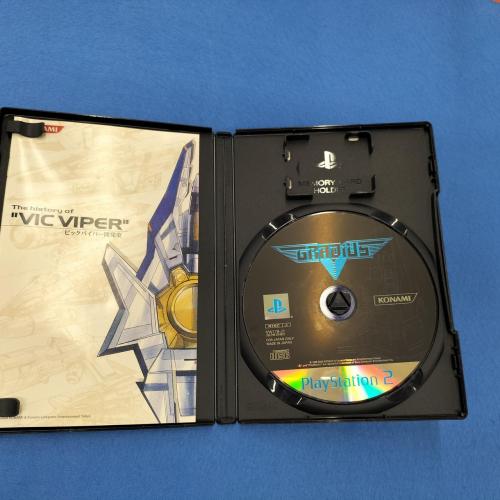 KONAMI
The history of
"VIC VIPER"
ビックバイパー開発史
MEMORY CARD
HOLDER
GRADIUS
KONAMI
FOR JAPAN ONLY
MADE IN JAPAN
PlayStation 2